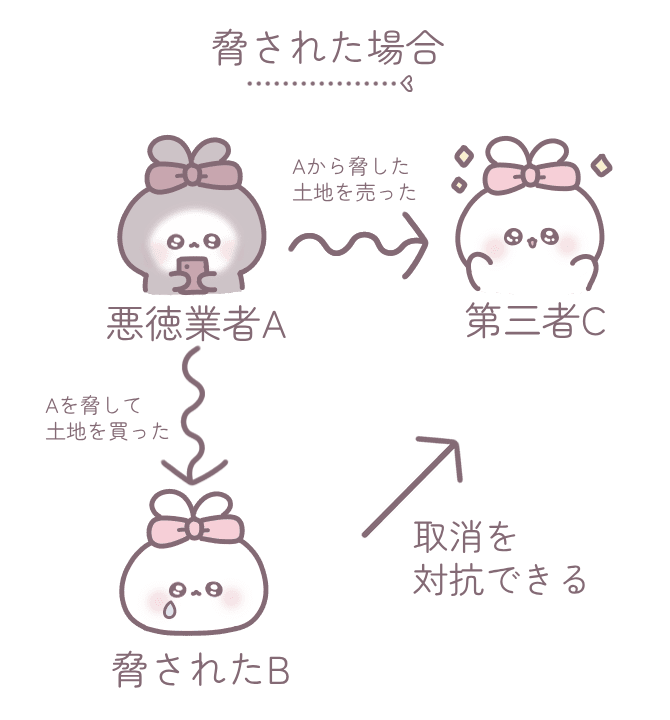 脅された場合
Aから脅した
土地を売った
悪徳業者A
第三者C
Aを脅して
土地を買った
取消を
対抗できる
脅されたB